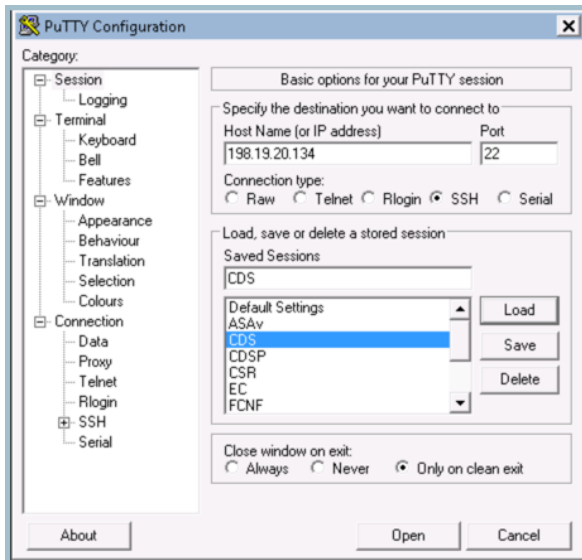 PuTTY Configuration
Category:
Session
Logging
Terminal
Keyboard
Bell
Features
Window
Appearance
Behaviour
Translation
Selection
Colours
Connection
Data
Proxy
Telnet
Rlogin
SSH
Serial
Basic options for your PuTTY session
Specify the destination you want to connect to
Host Name (or IP address) Port
198.19.20.134 22
Connection type:
Raw Telnet Rlogin SSH Serial
Load, save or delete a stored session
Saved Sessions
CDS
Default Settings
ASAv
CDS
CDSP
CSR
EC
FCNF
Load
Save
Delete
Close window on exit:
Always Never Only on clean exit
About Open Cancel